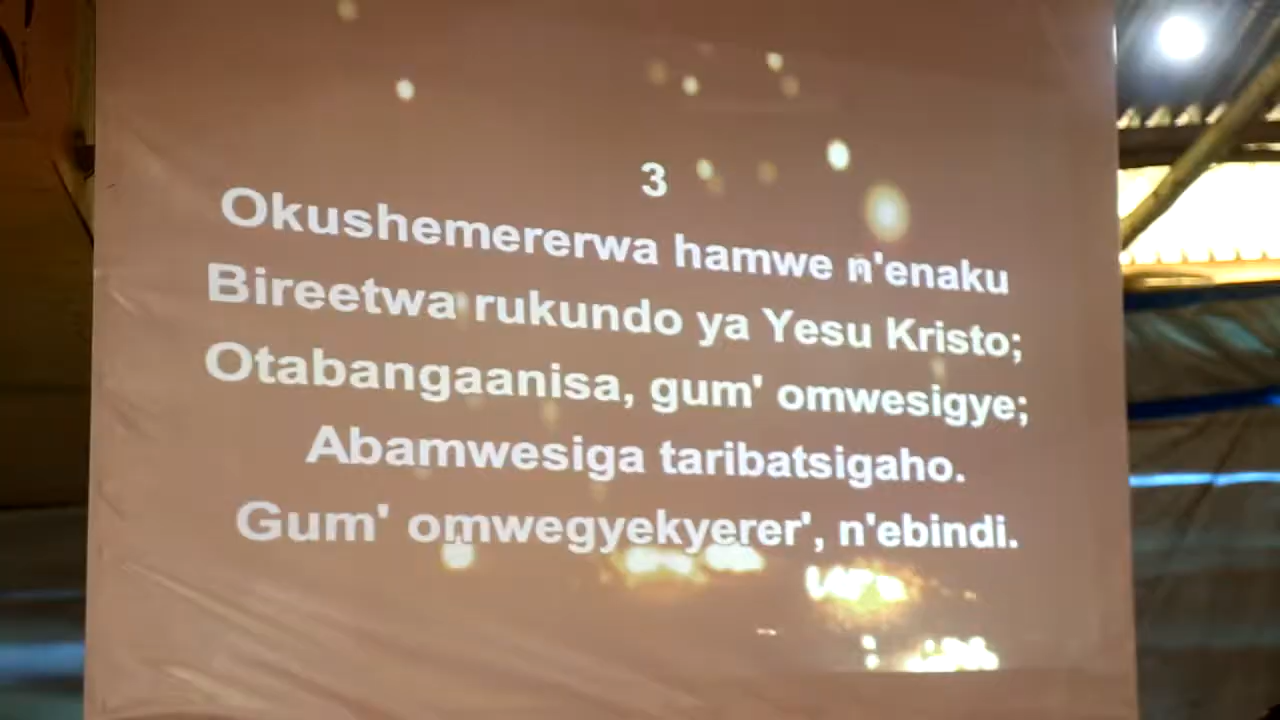 3
Okushemererwa hamwe n'enaku
Bireetwa rukundo ya Yesu Kristo;
Otabangaanisa, gum' omwesigye;
Abamwesiga taribatsigaho.
Gum' omwegyekyerer', n'ebindi.